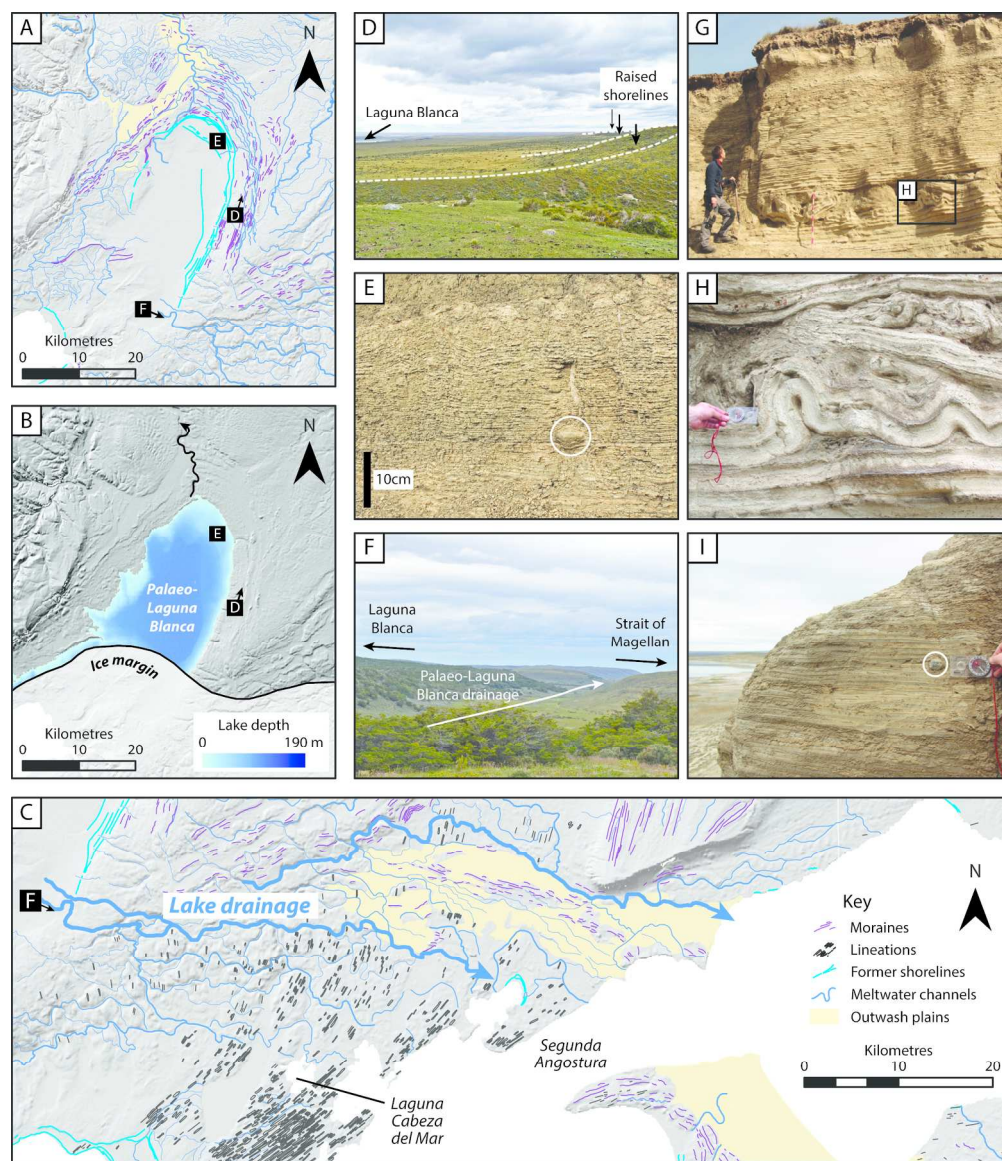 A
N
E
D
F
Kilometres
0 10 20
B
N
E
D
Palaeo-
Laguna
Blanca
Ice margin
Kilometres
0 10 20
Lake depth
0 190 m
D
Laguna Blanca
Raised
shorelines
E
10cm
F
Laguna
Blanca
Strait of
Magellan
Palaeo-Laguna
Blanca drainage
G
H
H
I
C
F
Lake drainage
N
Key
Moraines
Lineations
Former shorelines
Meltwater channels
Outwash plains
Kilometres
0 10 20
Segunda
Angostura
Laguna
Cabeza
del Mar